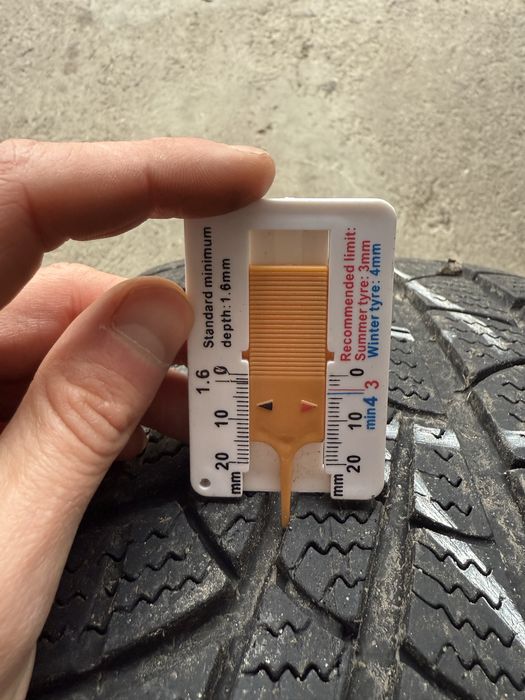 Standard minimum
depth:1.6mm
Recommended limit:
Summer tyre: 3mm
Winter tyre: 4mm
1.6 0
10
20
mm
0
10
20
mm
min4 3